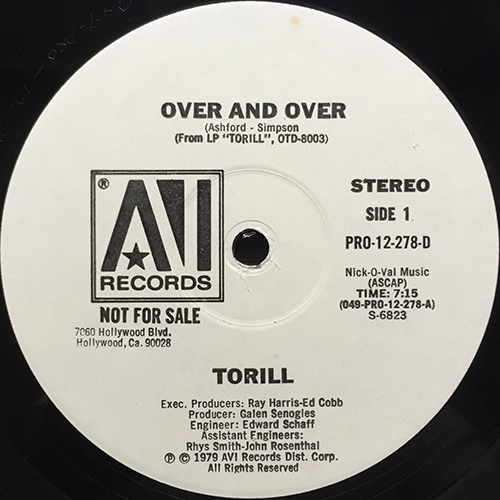 OVER AND OVER
(Ashford - Simpson)
(From LP "TORILL", OTD-8003)
®
AVI
RECORDS
NOT FOR SALE
7060 Hollywood Blvd.
Hollywood, Ca. 90028
STEREO
SIDE 1
PRO-12-278-D
Nick-O-Val Music
(ASCAP)
TIME: 7:15
(049-PRO-12-278-A)
S-6823
TORILL
Exec. Producers: Ray Harris-Ed Cobb
Producer: Galen Senogles
Engineer: Edward Schaff
Assistant Engineers:
Rhys Smith-John Rosenthal
℗ © 1979 AVI Records Dist. Corp.
All Rights Reserved